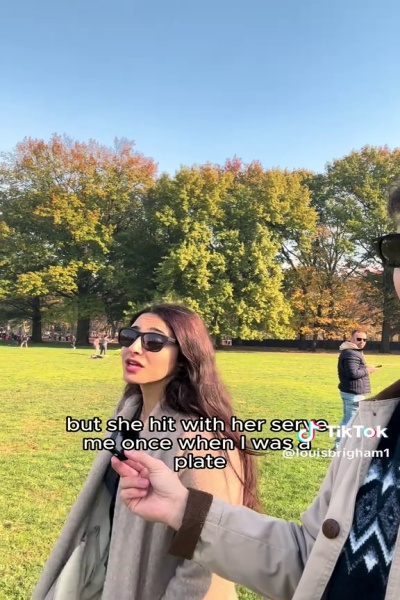 but she hit with her serve
me once when I was a
plate
TikTok
@louisbrigham1